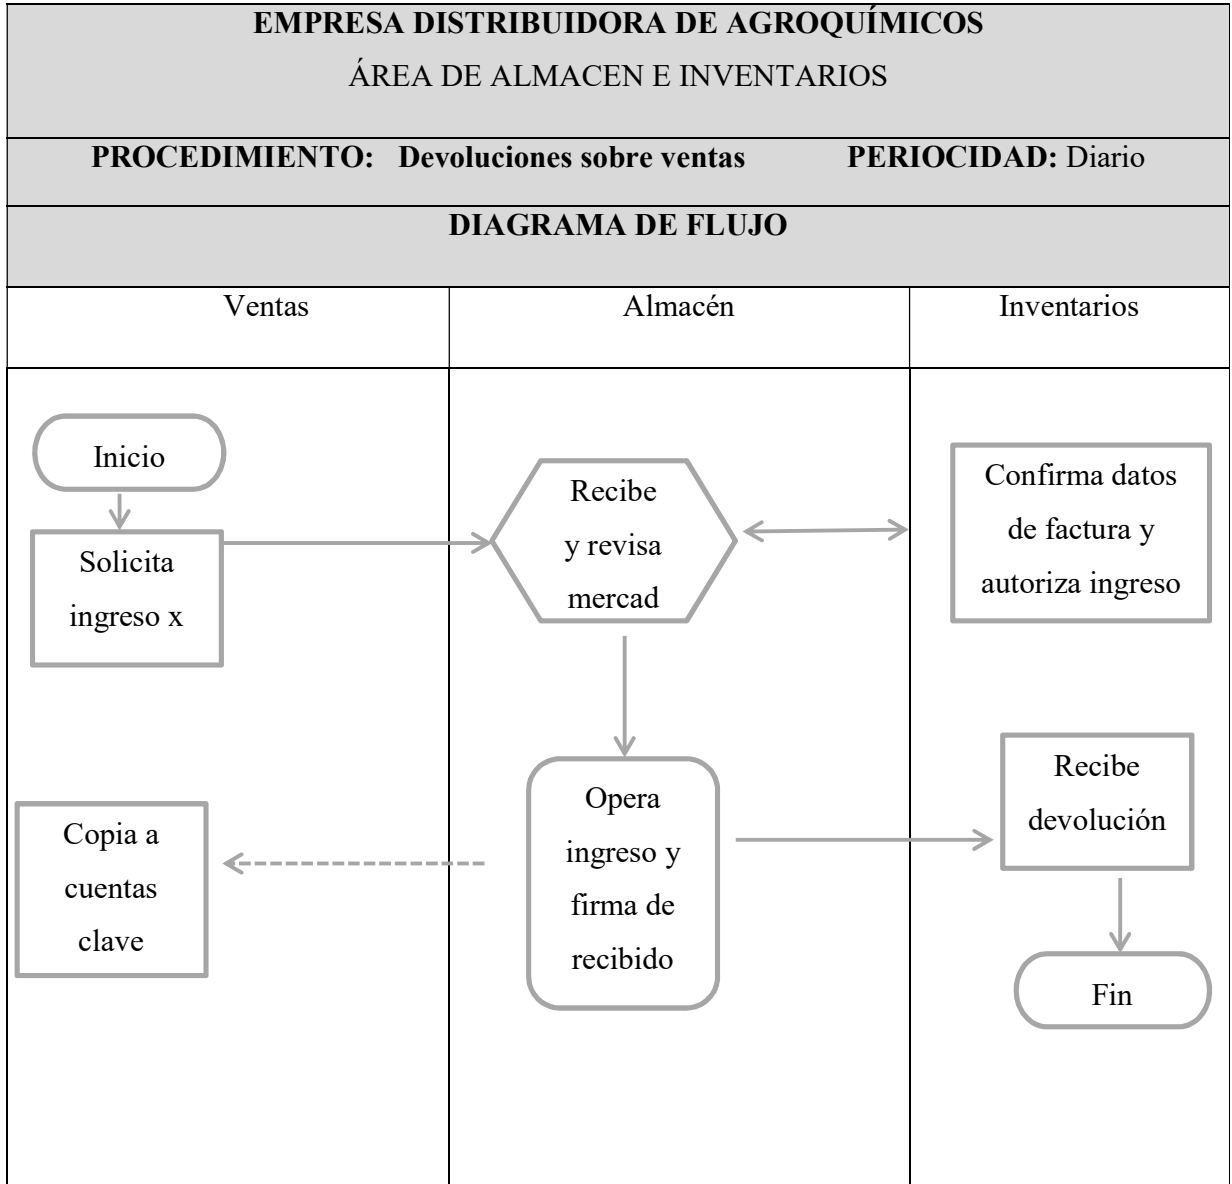 EMPRESA DISTRIBUIDORA DE AGROQUÍMICOS
ÁREA DE ALMACEN E INVENTARIOS
PROCEDIMIENTO: Devoluciones sobre ventas PERIOCIDAD: Diario
DIAGRAMA DE FLUJO
Ventas Almacén Inventarios
Inicio
Solicita
ingreso x
Recibe
y revisa
mercad
Confirma datos
de factura y
autoriza ingreso
Copia a
cuentas
clave
Opera
ingreso y
firma de
recibido
Recibe
devolución
Fin